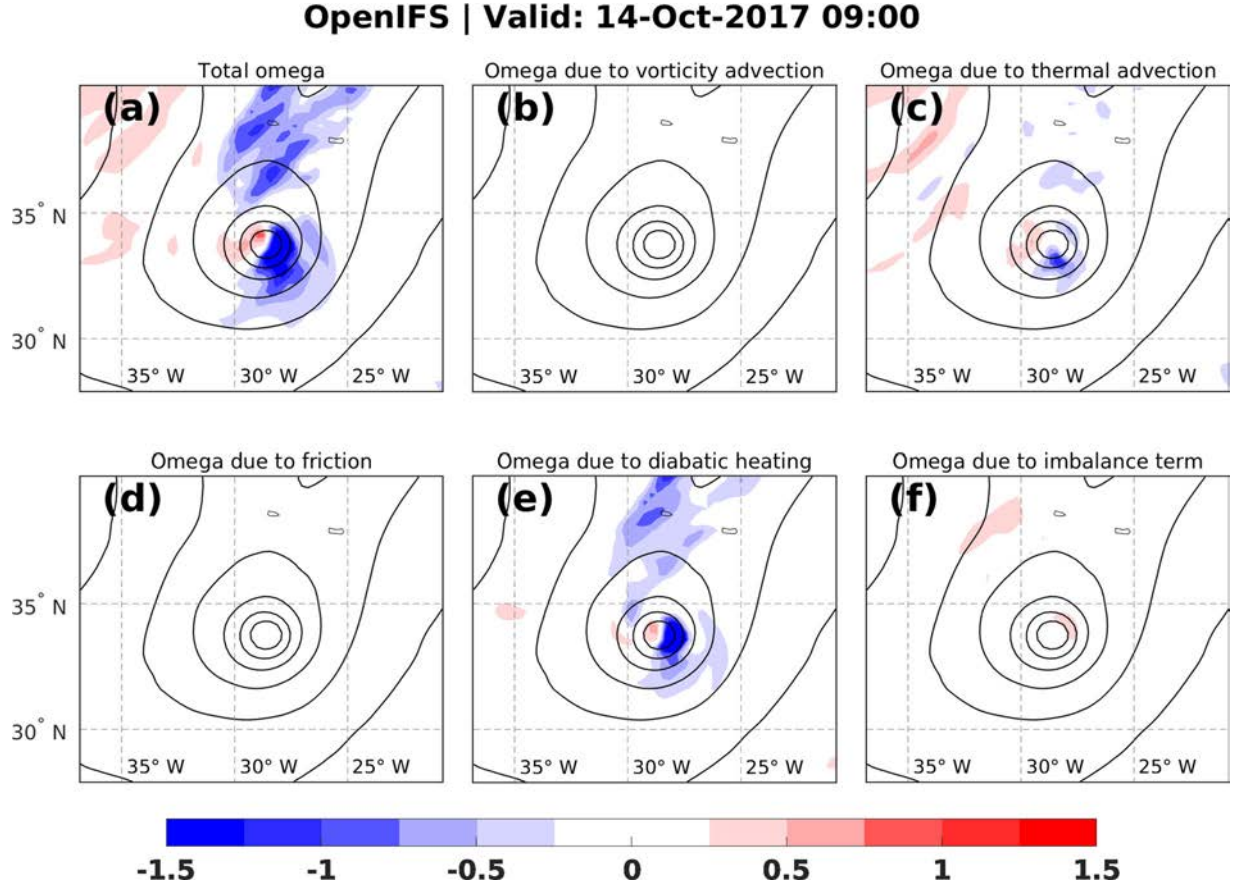 OpenIFS | Valid: 14-Oct-2017 09:00
Total omega
Omega due to vorticity advection
Omega due to thermal advection
(a)
(b)
(c)
35° N
30° N
35° W 30° W 25° W
35° W 30° W 25° W
35° W 30° W 25° W
Omega due to friction
Omega due to diabatic heating
Omega due to imbalance term
(d)
(e)
(f)
35° N
30° N
35° W 30° W 25° W
35° W 30° W 25° W
35° W 30° W 25° W
-1.5 -1 -0.5 0 0.5 1 1.5